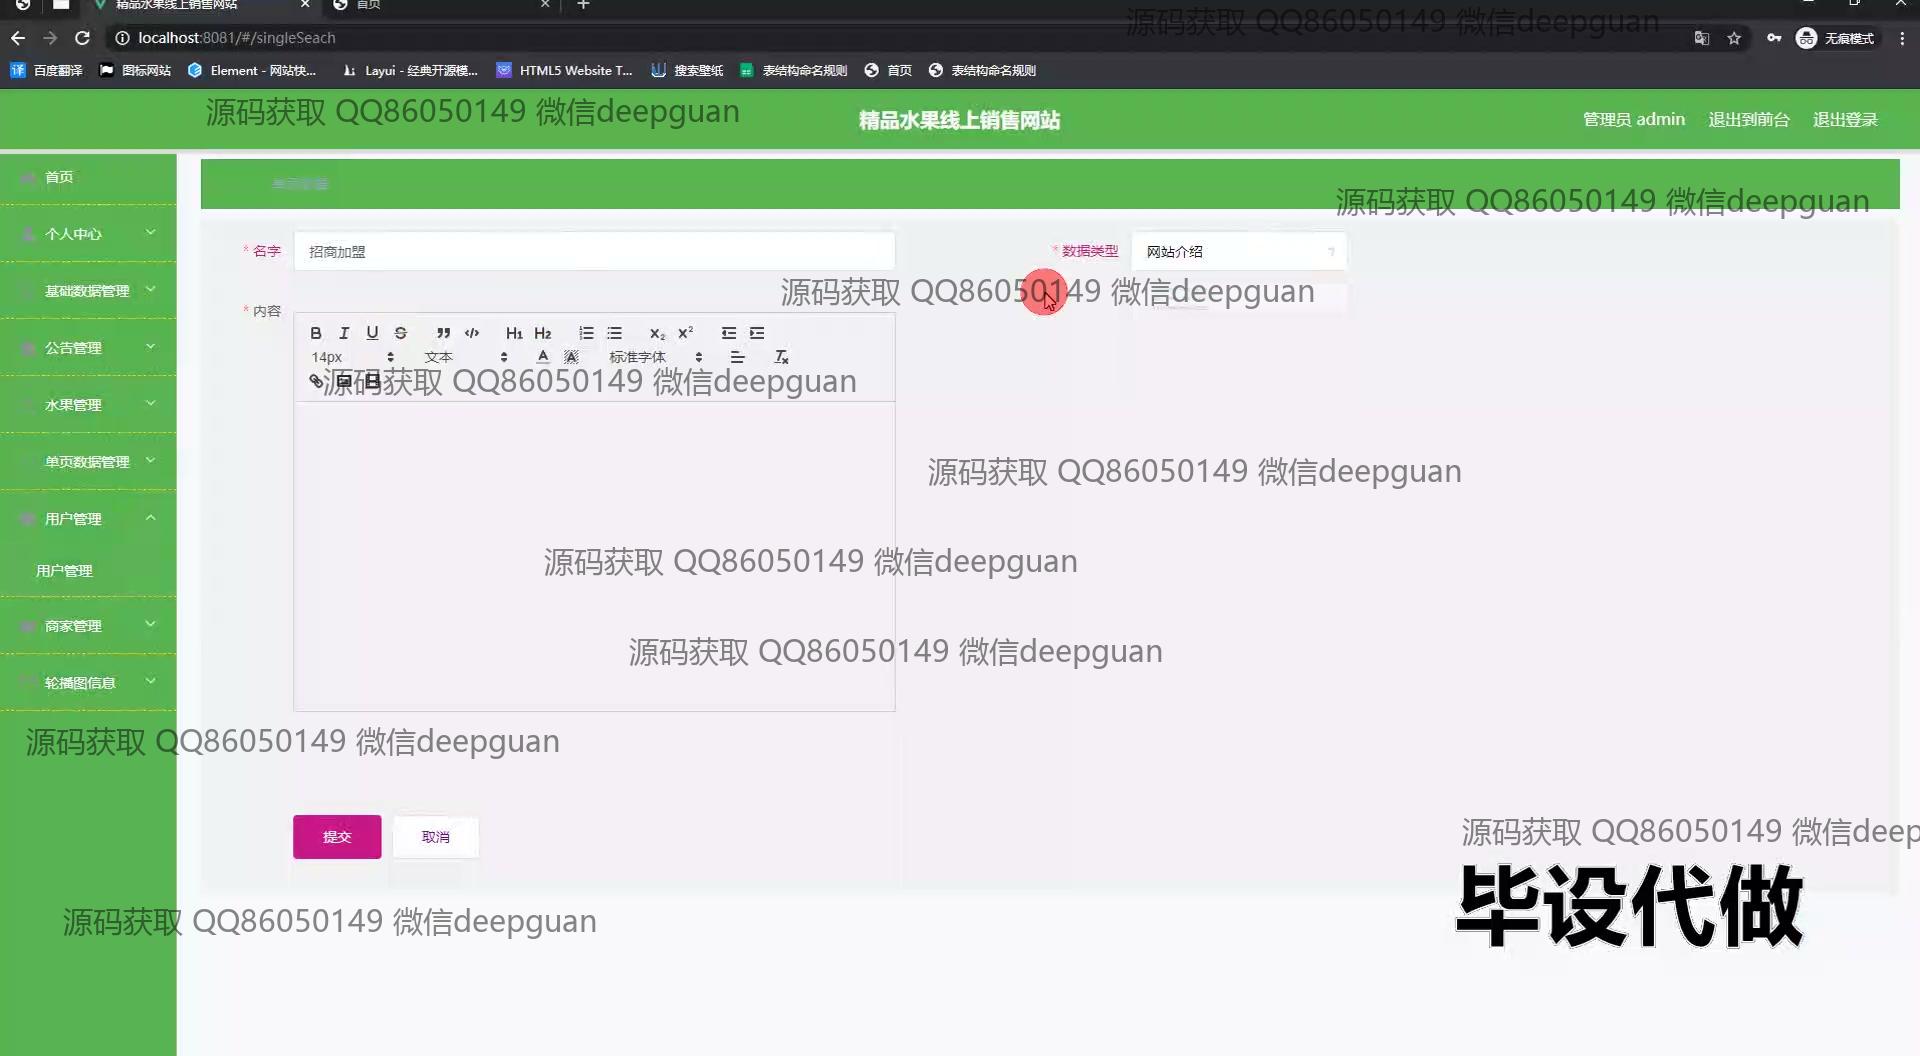 精品水果线上销售网站
首页
localhost:8081/#/singleSeach
无痕模式
百度翻译
图标网站
Element - 网站快...
Layui - 经典开源模...
HTML5 Website T...
搜索壁纸
表结构命名规则
首页
表结构命名规则
源码获取 QQ86050149 微信deepguan
源码获取 QQ86050149 微信deepguan
精品水果线上销售网站
管理员 admin
退出到前台
退出登录
首页
个人中心
基础数据管理
公告管理
水果管理
单页数据管理
用户管理
用户管理
商家管理
轮播图信息
源码获取 QQ86050149 微信deepguan
* 名字
招商加盟
* 数据类型
网站介绍
源码获取 QQ86050149 微信deepguan
* 内容
B I U S H1 H2 X2 X2
14px 文本 A A 标准字体 Tx
源码获取 QQ86050149 微信deepguan
源码获取 QQ86050149 微信deepguan
源码获取 QQ86050149 微信deepguan
源码获取 QQ86050149 微信deepguan
源码获取 QQ86050149 微信deepguan
提交
取消
源码获取 QQ86050149 微信deep
毕设代做
源码获取 QQ86050149 微信deepguan